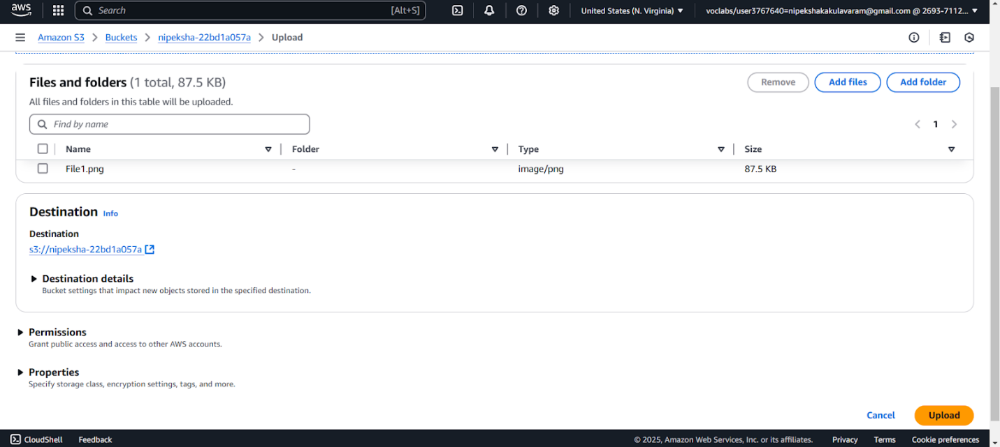 aws
Search [Alt+S] United States (N. Virginia) voclabs/user3767640=nipekshakakulavaram@gmail.com @ 2693-7112...
Amazon S3 > Buckets > nipeksha-22bd1a057a > Upload
Files and folders (1 total, 87.5 KB) Remove Add files Add folder
All files and folders in this table will be uploaded.
Find by name < 1 >
Name Folder Type Size
File1.png - image/png 87.5 KB
Destination Info
Destination
s3://nipeksha-22bd1a057a
Destination details
Bucket settings that impact new objects stored in the specified destination.
Permissions
Grant public access and access to other AWS accounts.
Properties
Specify storage class, encryption settings, tags, and more.
Cancel Upload
CloudShell Feedback © 2025, Amazon Web Services, Inc. or its affiliates. Privacy Terms Cookie preferences